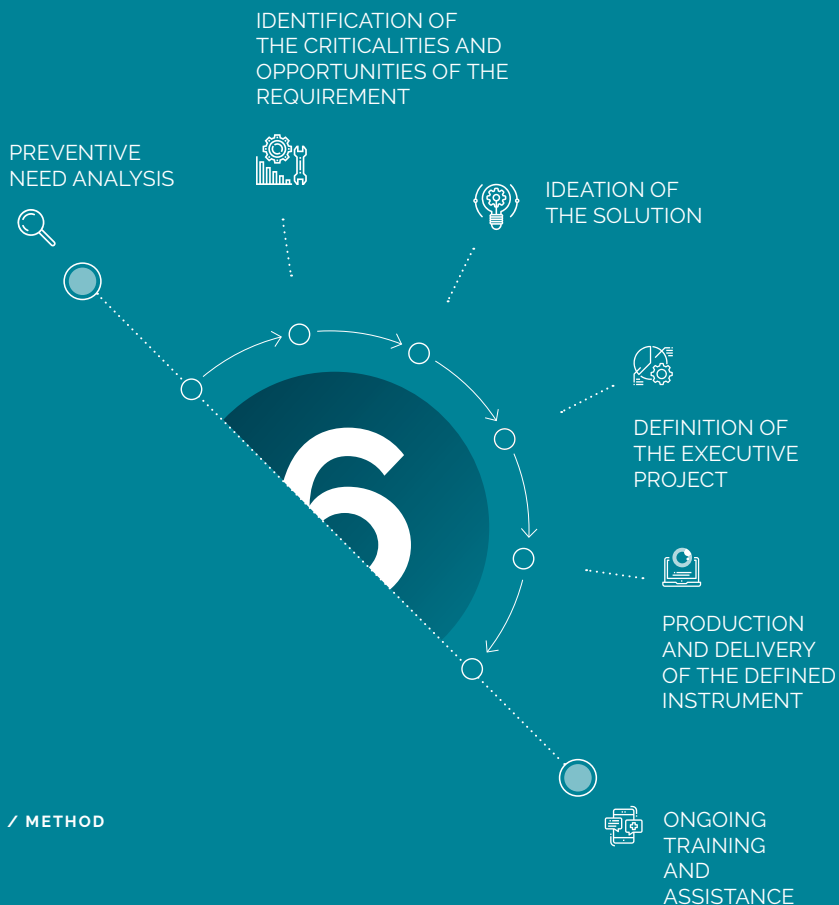 IDENTIFICATION OF
THE CRITICALITIES AND
OPPORTUNITIES OF THE
REQUIREMENT
PREVENTIVE
NEED ANALYSIS
IDEATION OF
THE SOLUTION
DEFINITION OF
THE EXECUTIVE
PROJECT
6
PRODUCTION
AND DELIVERY
OF THE DEFINED
INSTRUMENT
/ METHOD
ONGOING
TRAINING
AND
ASSISTANCE